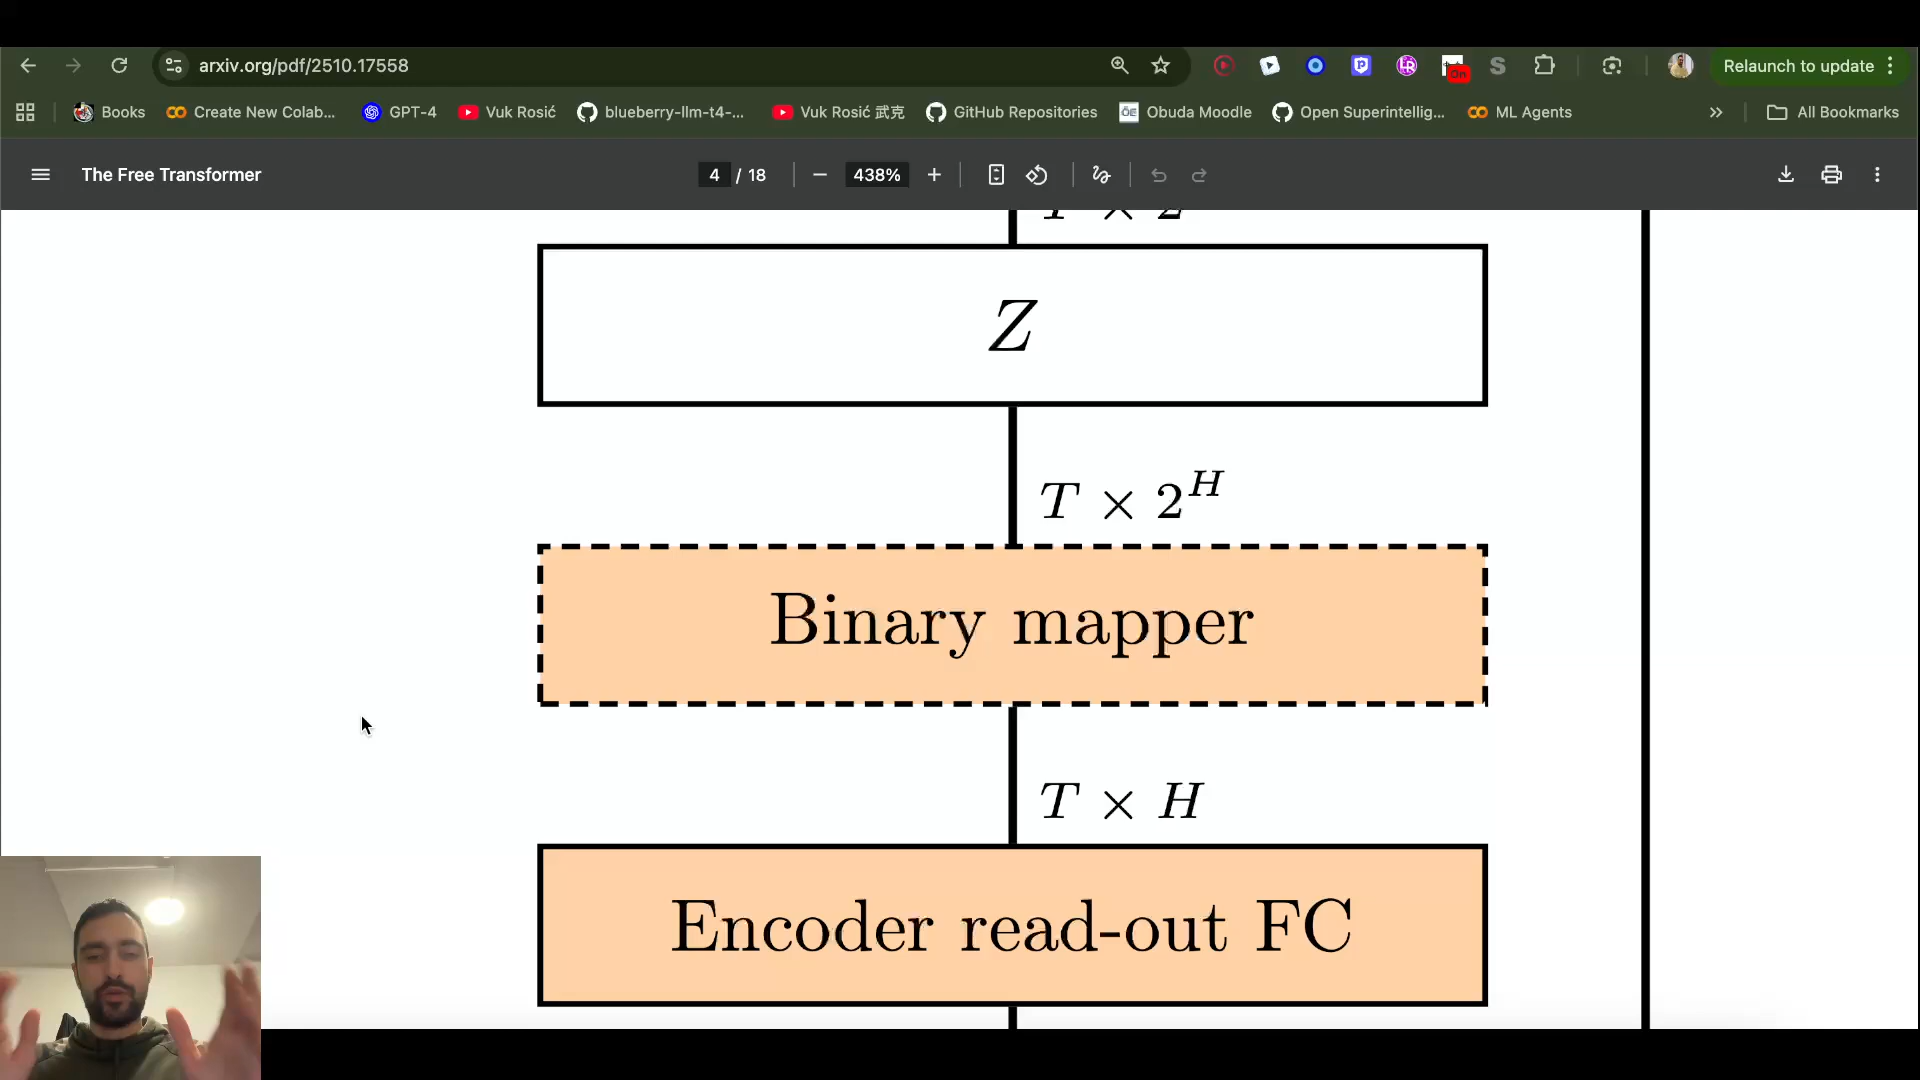 arxiv.org/pdf/2510.17558
On
Relaunch to update
Books
Create New Colab...
GPT-4
Vuk Rosić
blueberry-llm-t4-...
Vuk Rosić 武克
GitHub Repositories
Obuda Moodle
Open Superintellig...
ML Agents
All Bookmarks
The Free Transformer
4 / 18
438%
Z
T × 2^H
Binary mapper
T × H
Encoder read-out FC